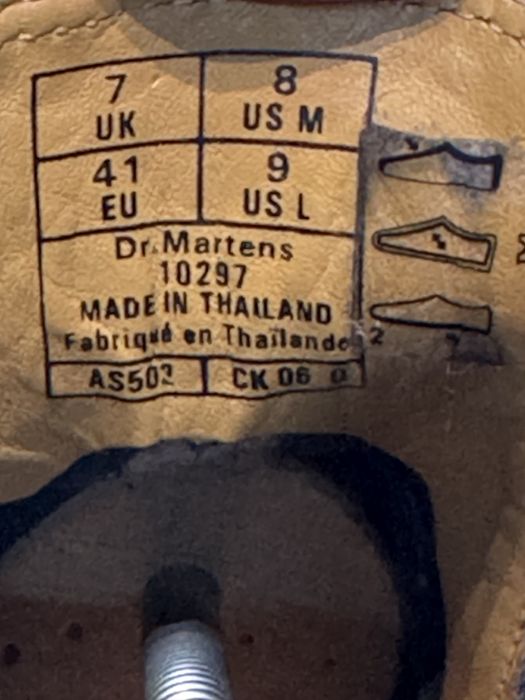 7 8
UK US M
41 9
EU US L
Dr. Martens
10297
MADE IN THAILAND
Fabriqué en Thaïlande
AS502 CK 06